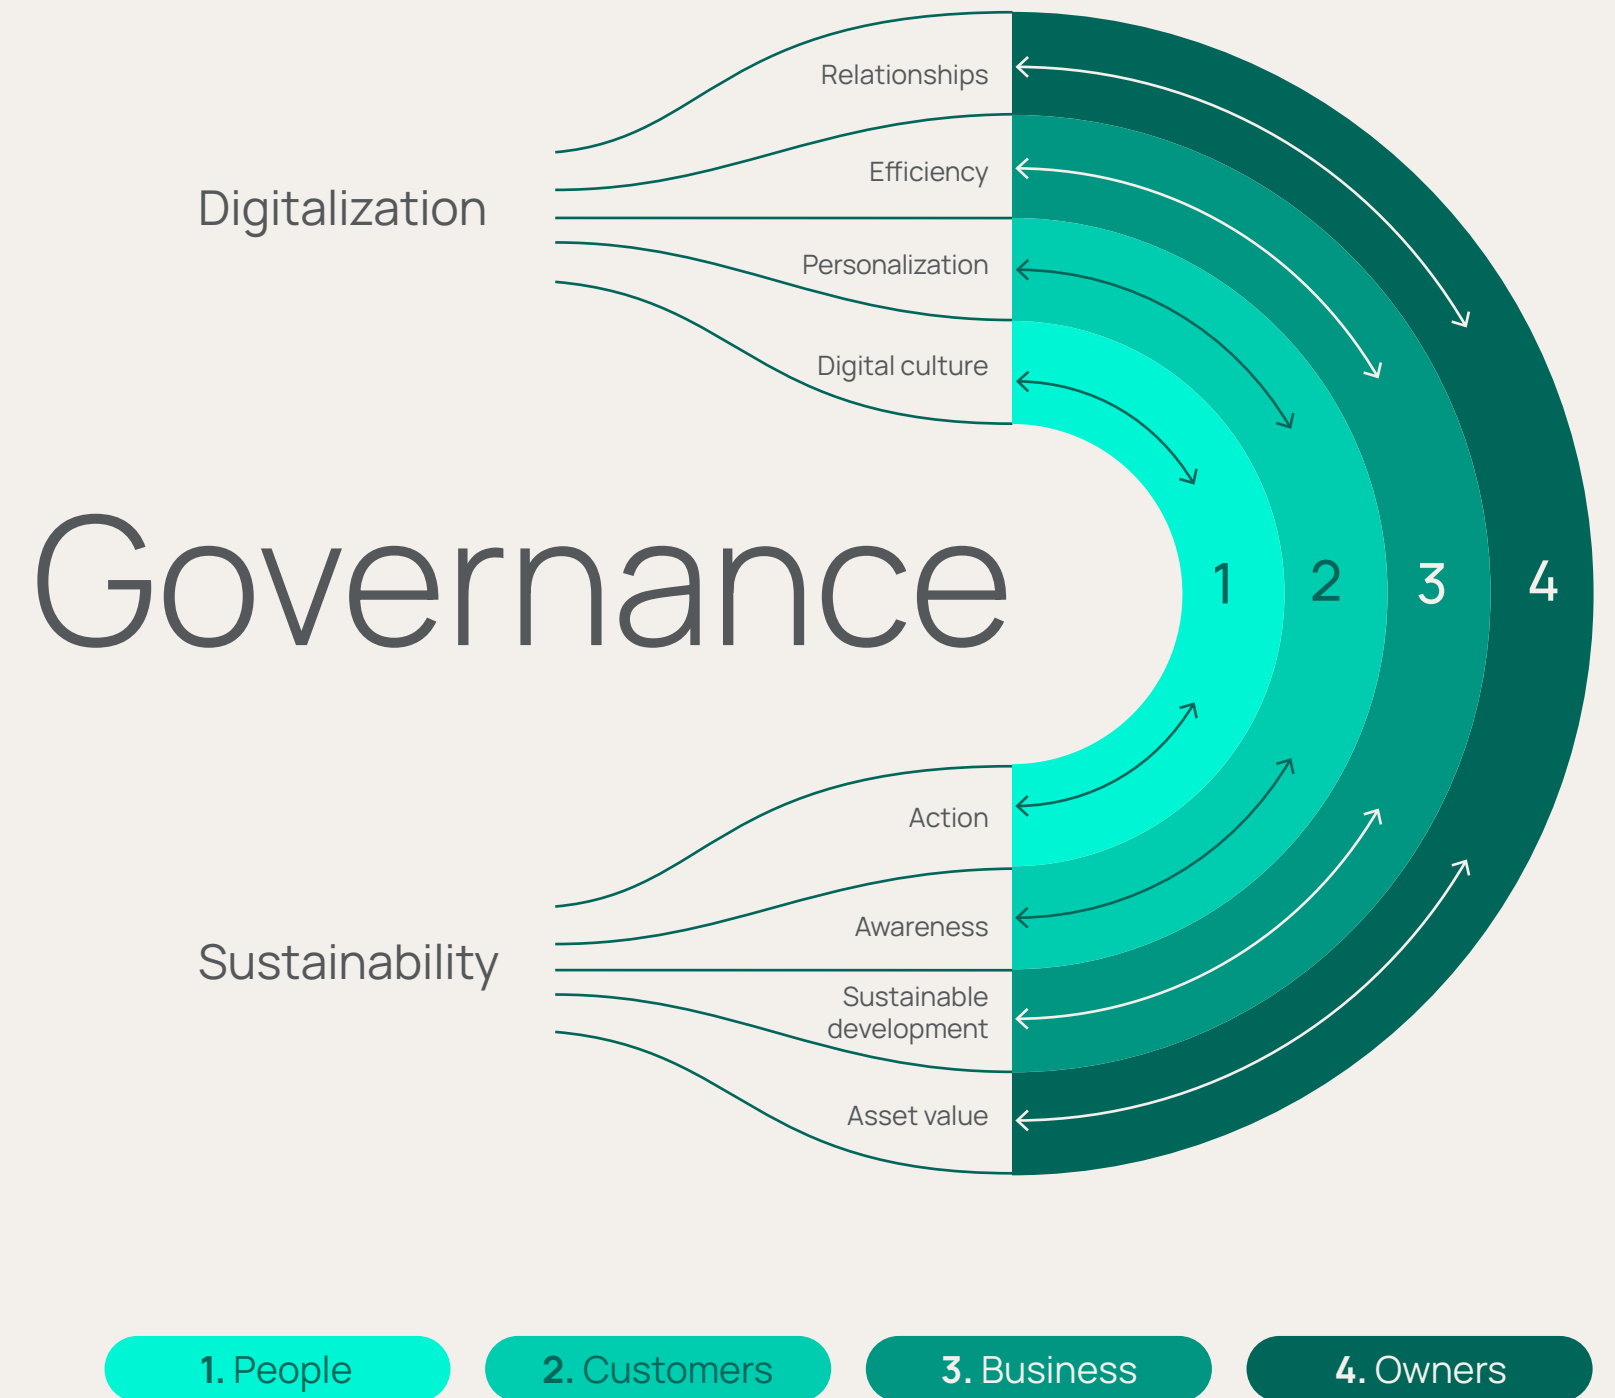 Relationships
Efficiency
Digitalization
Personalization
Digital culture
Governance
1 2 3 4
Action
Awareness
Sustainability
Sustainable
development
Asset value
1. People
2. Customers
3. Business
4. Owners